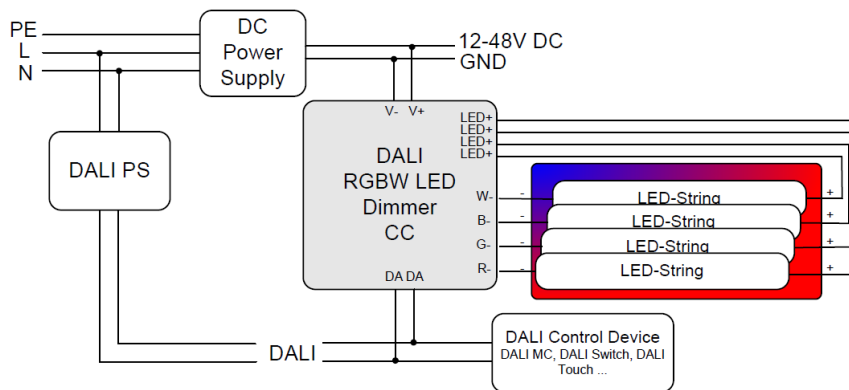 PE
L
N
DC
Power
Supply
12-48V DC
GND
V- V+
LED+
LED+
LED+
LED+
DALI PS
DALI
RGBW LED
Dimmer
CC
W-
B-
G-
R-
- LED-String +
- LED-String +
- LED-String +
- LED-String +
DA DA
DALI
DALI Control Device
DALI MC, DALI Switch, DALI
Touch ...